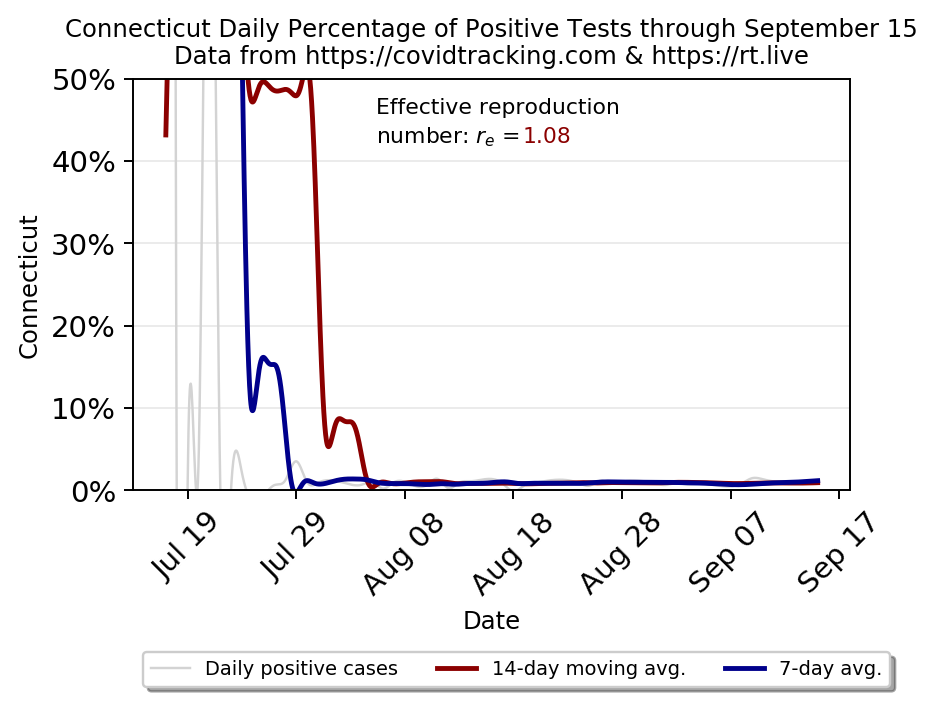 Connecticut Daily Percentage of Positive Tests through September 15
Data from https://covidtracking.com & https://rt.live
50%
Effective reproduction
number: rₑ =1.08
40%
30%
20%
10%
0%
Connecticut
Jul 19
Jul 29
Aug 08
Aug 18
Aug 28
Sep 07
Sep 17
Date
Daily positive cases
14-day moving avg.
7-day avg.